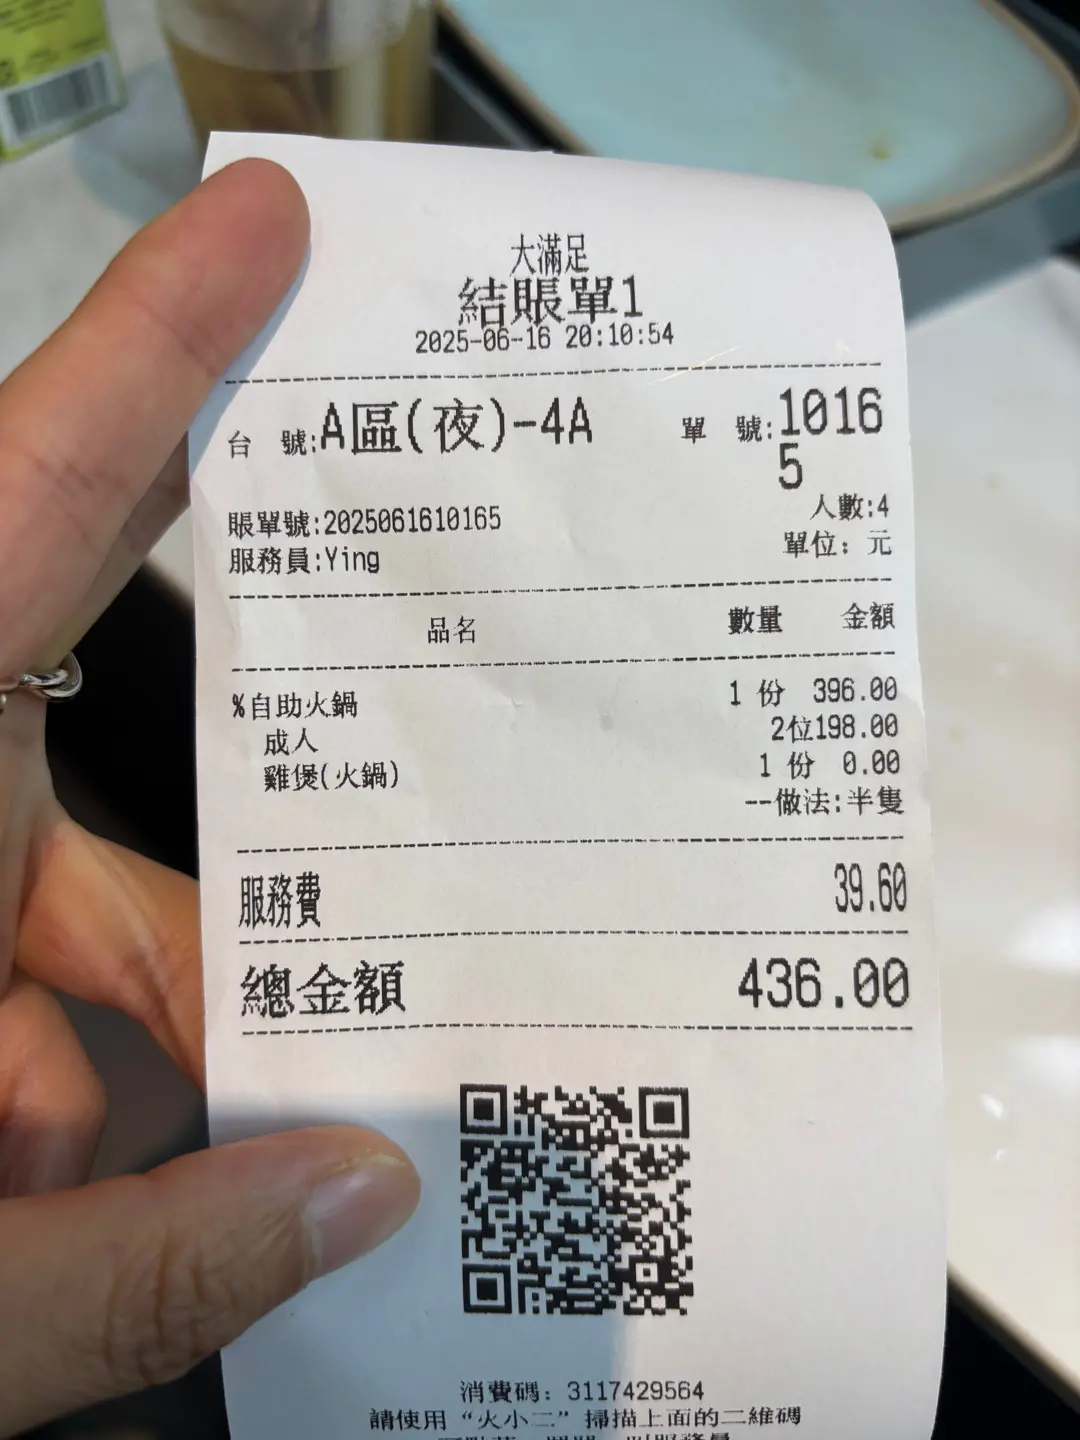 大滿足
結賬單1
2025-06-16 20:10:54
台 號:A區(夜)-4A 單 號:1016
5
人數:4
賬單號:2025061610165
單位: 元
服務員:Ying
品名 數量 金額
%自助火鍋 1 份 396.00
成人 2位198.00
雞煲(火鍋) 1 份 0.00
--做法:半隻
服務費 39.60
總金額 436.00
消費碼: 3117429564
請使用“火小二”掃描上面的二維碼